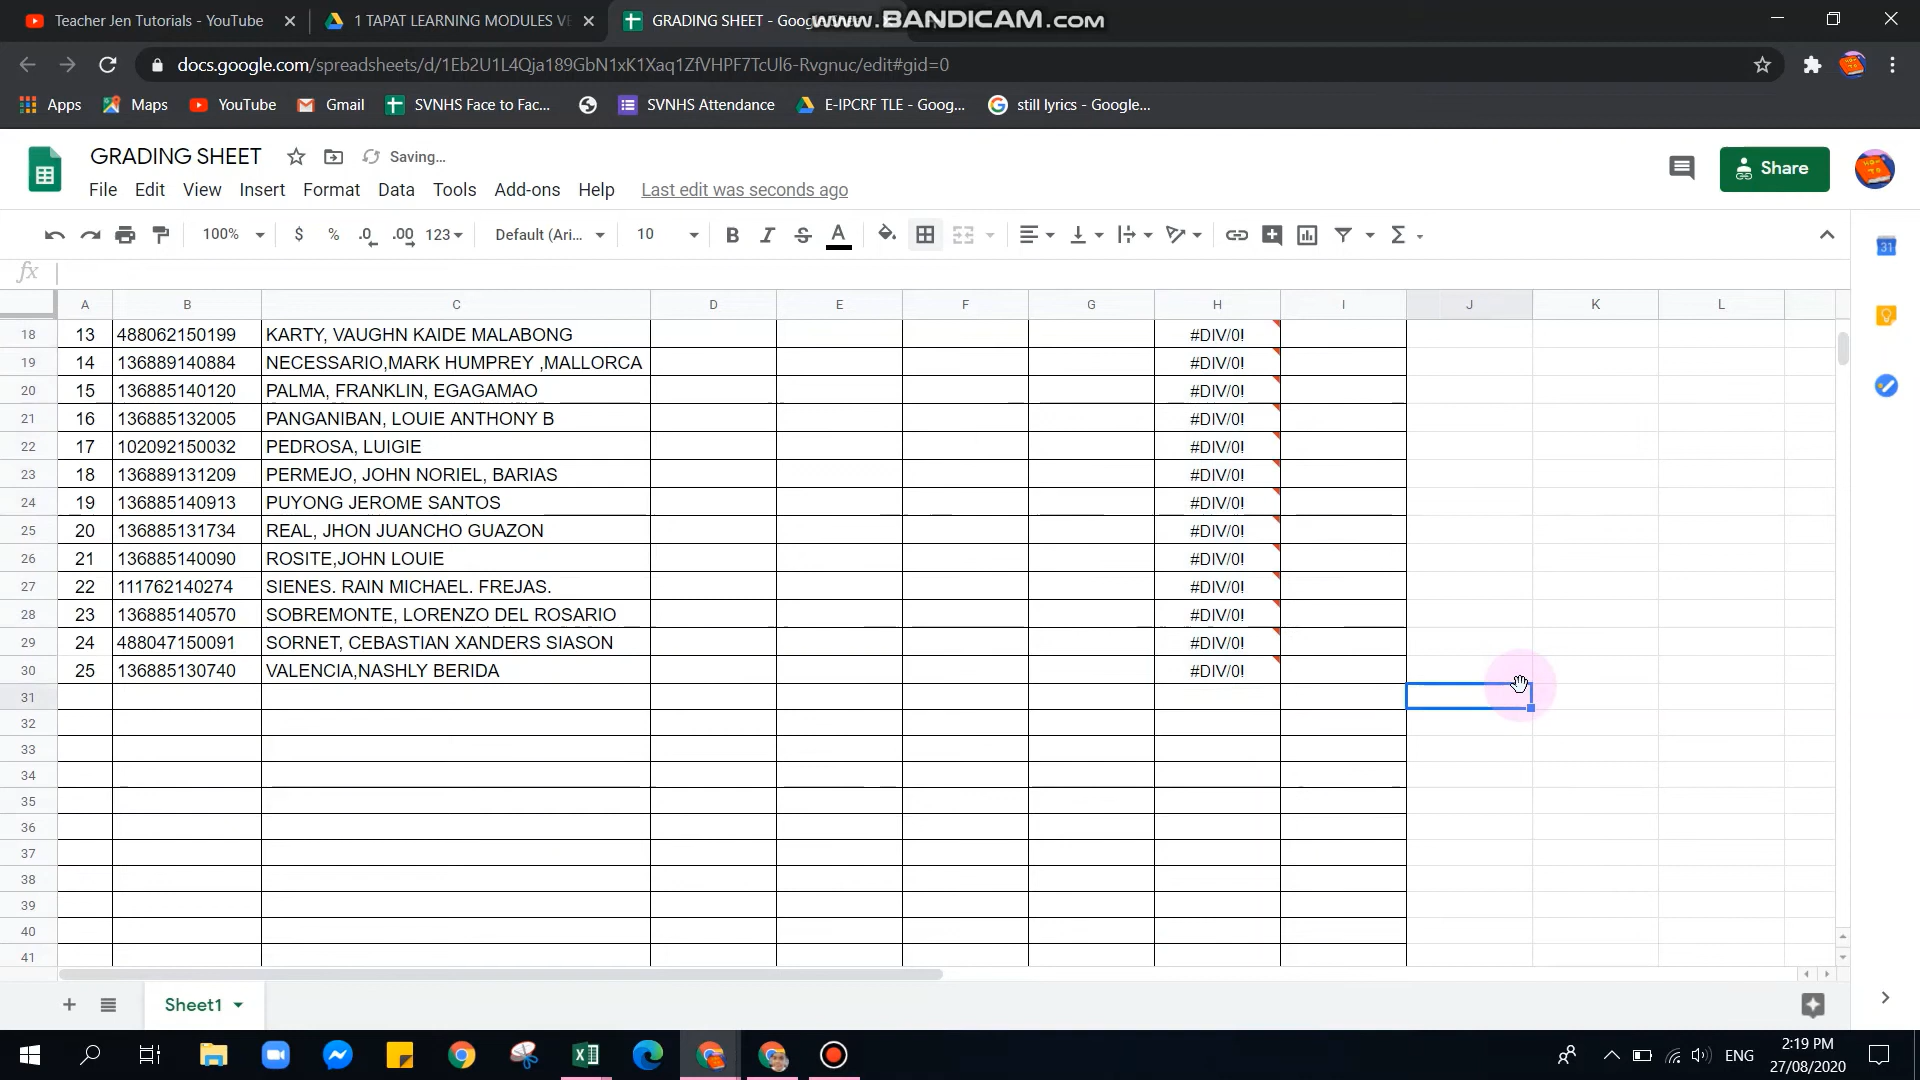 Teacher Jen Tutorials - YouTube
1 TAPAT LEARNING MODULES VE
GRADING SHEET - Goog
www.BANDICAM.COM
docs.google.com/spreadsheets/d/1Eb2U1L4Qja189GbN1xK1Xaq1ZfVHPF7TcUl6-Rvgnuc/edit#gid=0
Apps Maps YouTube Gmail SVNHS Face to Fac... SVNHS Attendance E-IPCRF TLE - Goog... still lyrics - Google...
GRADING SHEET Saving...
File Edit View Insert Format Data Tools Add-ons Help Last edit was seconds ago
Share
100% $ % .0 .00 123 Default (Ari... 10 B I S A Σ
fx
A B C D E F G H I J K L
18 13 488062150199 KARTY, VAUGHN KAIDE MALABONG #DIV/0!
19 14 136889140884 NECESSARIO,MARK HUMPREY ,MALLORCA #DIV/0!
20 15 136885140120 PALMA, FRANKLIN, EGAGAMAO #DIV/0!
21 16 136885132005 PANGANIBAN, LOUIE ANTHONY B #DIV/0!
22 17 102092150032 PEDROSA, LUIGIE #DIV/0!
23 18 136889131209 PERMEJO, JOHN NORIEL, BARIAS #DIV/0!
24 19 136885140913 PUYONG JEROME SANTOS #DIV/0!
25 20 136885131734 REAL, JHON JUANCHO GUAZON #DIV/0!
26 21 136885140090 ROSITE,JOHN LOUIE #DIV/0!
27 22 111762140274 SIENES. RAIN MICHAEL. FREJAS. #DIV/0!
28 23 136885140570 SOBREMONTE, LORENZO DEL ROSARIO #DIV/0!
29 24 488047150091 SORNET, CEBASTIAN XANDERS SIASON #DIV/0!
30 25 136885130740 VALENCIA,NASHLY BERIDA #DIV/0!
31
32
33
34
35
36
37
38
39
40
41
Sheet1
31
ENG
2:19 PM
27/08/2020